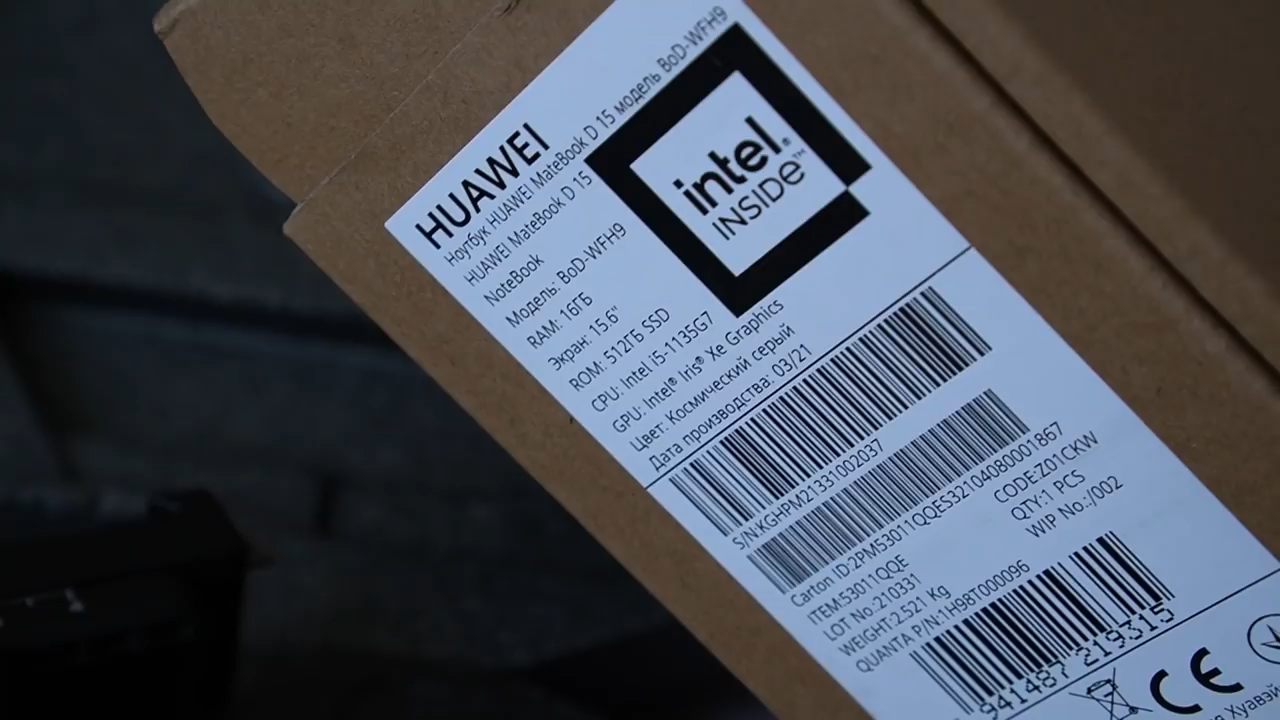 HUAWEI
Ноутбук HUAWEI MateBook D 15 модель BoD-WFH9
HUAWEI MateBook D 15
NoteBook
Модель: BoD-WFH9
RAM: 16ГБ
Экран: 15.6"
ROM: 512ГБ SSD
CPU: Intel i5-1135G7
GPU: Intel® Iris® Xe Graphics
Цвет: Космический серый
Дата производства: 03/21
intel®
INSIDE™
S/N:KGHPM21331002037
Carton ID:2PM53011QQES32104080001867
ITEM:53011QQE
CODE:Z01CKW
LOT No.:210331
QTY:1 PCS
WEIGHT:2.521 Kg
WIP No.:/002
QUANTA P/N:1H98T000096
941487 219315
CE
Хуавэй